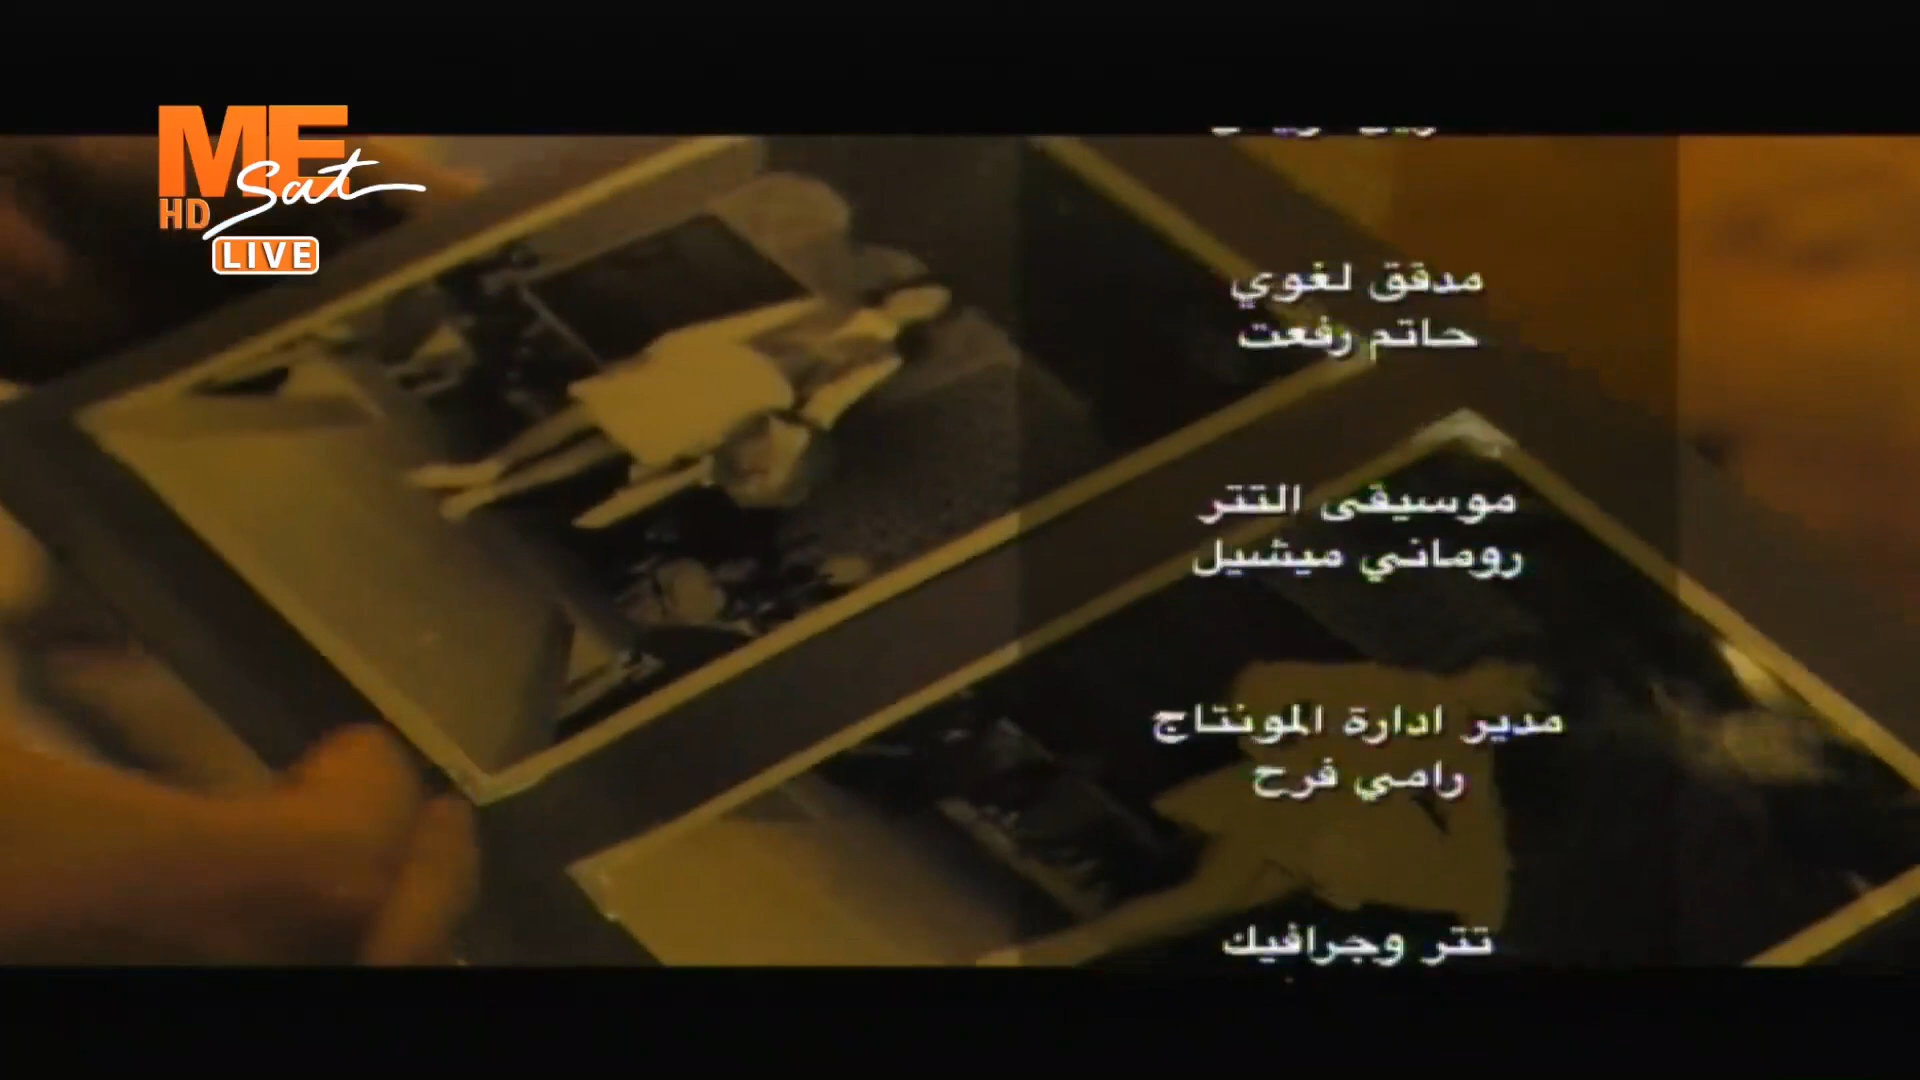 ME
Sat
HD
LIVE
مدقق لغوي
حاتم رفعت
موسيقى التتر
روماني ميشيل
مدير ادارة المونتاج
رامي فرح
تتر وجرافيك